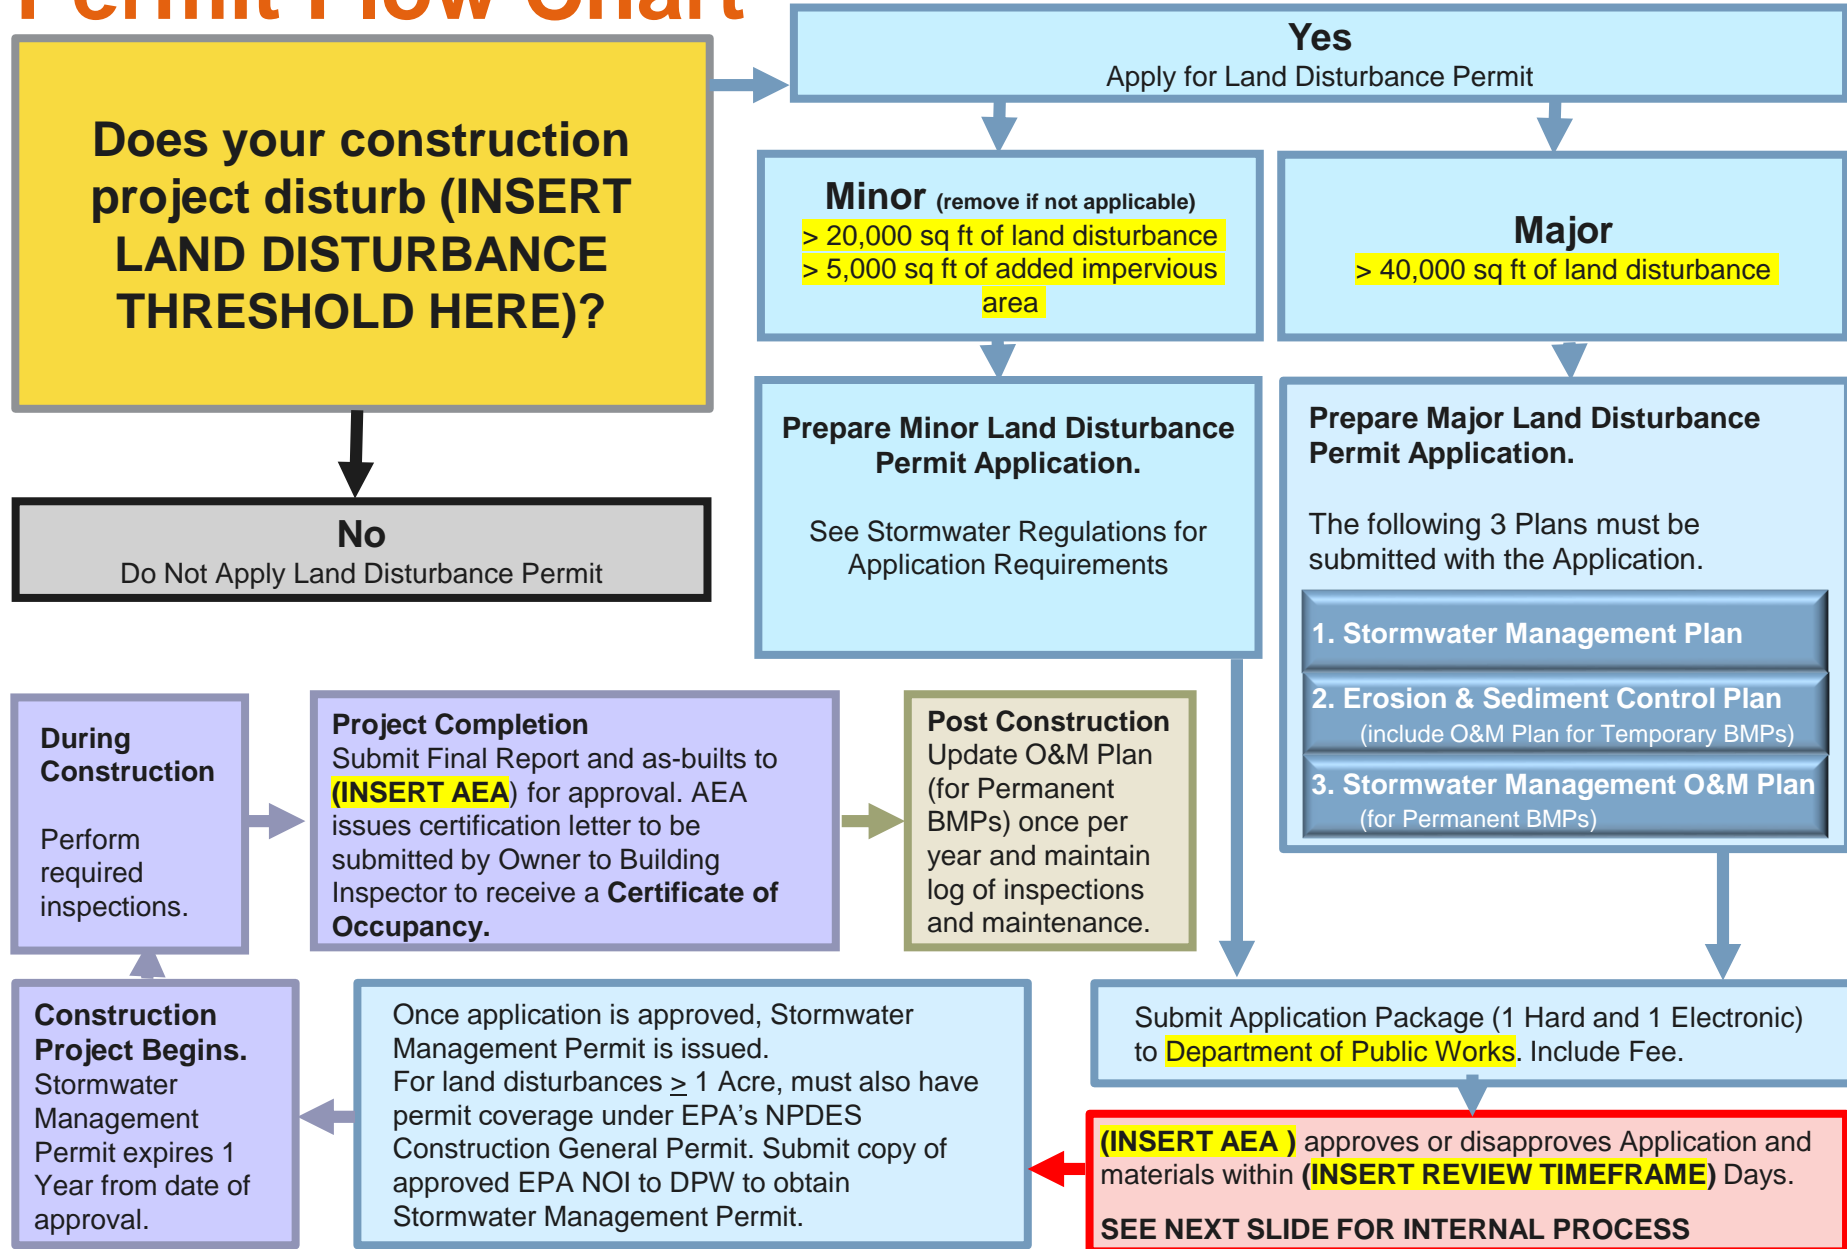 Permit Flow Chart
Does your construction
project disturb (INSERT
LAND DISTURBANCE
THRESHOLD HERE)?
Yes
Apply for Land Disturbance Permit
No
Do Not Apply Land Disturbance Permit
Minor (remove if not applicable)
> 20,000 sq ft of land disturbance
> 5,000 sq ft of added impervious
area
Major
> 40,000 sq ft of land disturbance
Prepare Minor Land Disturbance
Permit Application.
See Stormwater Regulations for
Application Requirements
Prepare Major Land Disturbance
Permit Application.
The following 3 Plans must be
submitted with the Application.
1. Stormwater Management Plan
2. Erosion & Sediment Control Plan
(include O&M Plan for Temporary BMPs)
3. Stormwater Management O&M Plan
(for Permanent BMPs)
Submit Application Package (1 Hard and 1 Electronic)
to Department of Public Works. Include Fee.
(INSERT AEA ) approves or disapproves Application and
materials within (INSERT REVIEW TIMEFRAME) Days.
SEE NEXT SLIDE FOR INTERNAL PROCESS
Once application is approved, Stormwater
Management Permit is issued.
For land disturbances > 1 Acre, must also have
permit coverage under EPA's NPDES
Construction General Permit. Submit copy of
approved EPA NOI to DPW to obtain
Stormwater Management Permit.
Construction
Project Begins.
Stormwater
Management
Permit expires 1
Year from date of
approval.
During
Construction
Perform
required
inspections.
Project Completion
Submit Final Report and as-builts to
(INSERT AEA) for approval. AEA
issues certification letter to be
submitted by Owner to Building
Inspector to receive a Certificate of
Occupancy.
Post Construction
Update O&M Plan
(for Permanent
BMPs) once per
year and maintain
log of inspections
and maintenance.